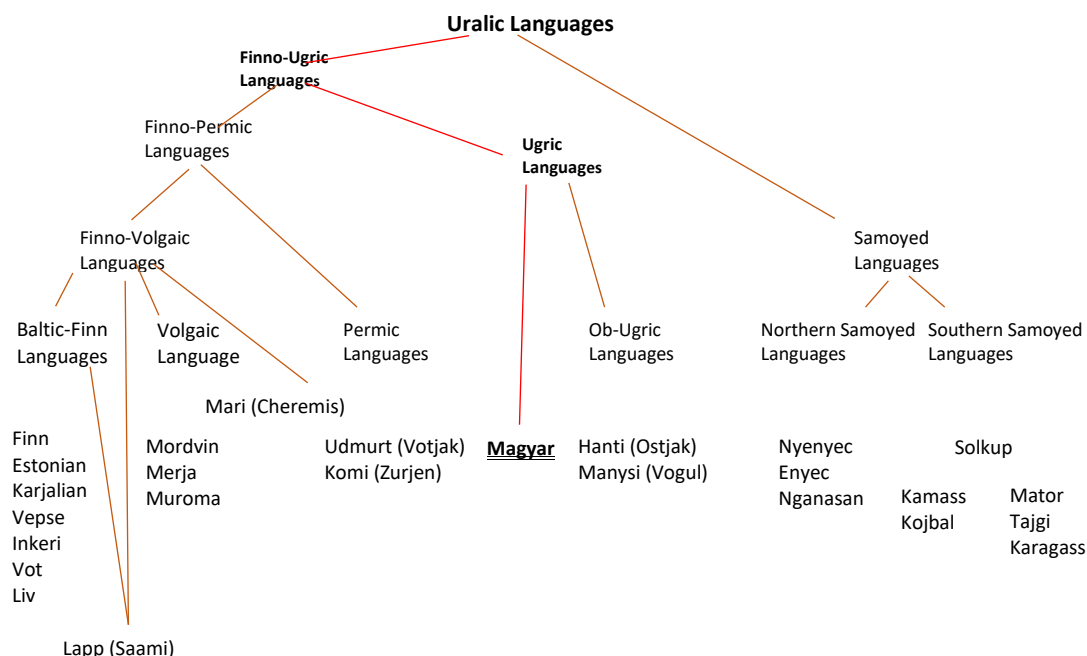 Uralic Languages
Finno-Ugric
Languages
Finno-Permic
Languages
Ugric
Languages
Finno-Volgaic
Languages
Samoyed
Languages
Baltic-Finn
Languages
Volgaic
Language
Permic
Languages
Ob-Ugric
Languages
Northern Samoyed
Languages
Southern Samoyed
Languages
Mari (Cheremis)
Finn
Estonian
Karjalian
Vepse
Inkeri
Vot
Liv
Mordvin
Merja
Muroma
Udmurt (Votjak)
Komi (Zurjen)
Magyar
Hanti (Ostjak)
Manysi (Vogul)
Nyenyec
Enyec
Nganasan
Solkup
Kamass
Kojbal
Mator
Tajgi
Karagass
Lapp (Saami)